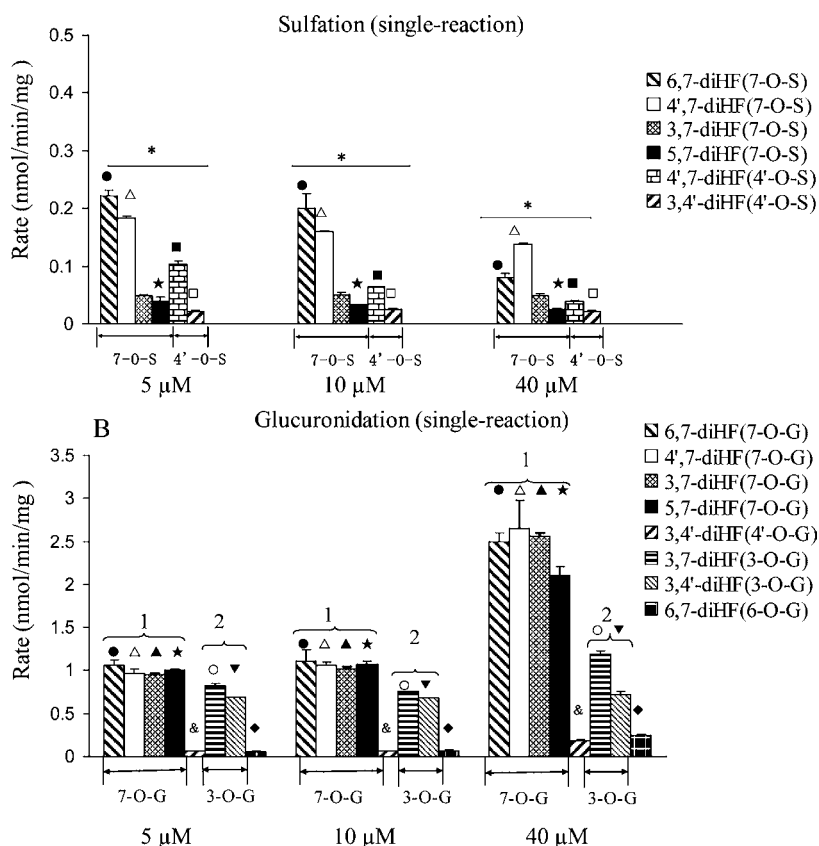 Sulfation (single-reaction)
Rate (nmol/min/mg)
0.5
0.4
0.3
0.2
0.1
0
*
*
*
7-O-S 4'-O-S
7-O-S 4'-O-S
7-O-S 4'-O-S
5 µM
10 µM
40 µM
6,7-diHF(7-O-S)
4',7-diHF(7-O-S)
3,7-diHF(7-O-S)
5,7-diHF(7-O-S)
4',7-diHF(4'-O-S)
3,4'-diHF(4'-O-S)
B
Glucuronidation (single-reaction)
Rate (nmol/min/mg)
3.5
3
2.5
2
1.5
1
0.5
0
1
2
&
1
2
&
1
2
&
7-O-G 3-O-G
7-O-G 3-O-G
7-O-G 3-O-G
5 µM
10 µM
40 µM
6,7-diHF(7-O-G)
4',7-diHF(7-O-G)
3,7-diHF(7-O-G)
5,7-diHF(7-O-G)
3,4'-diHF(4'-O-G)
3,7-diHF(3-O-G)
3,4'-diHF(3-O-G)
6,7-diHF(6-O-G)